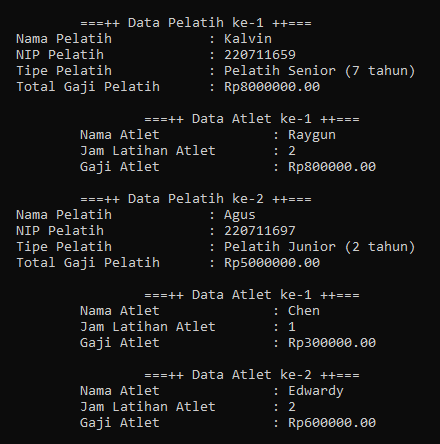 ===++ Data Pelatih ke-1 ++===
Nama Pelatih : Kalvin
NIP Pelatih : 220711659
Tipe Pelatih : Pelatih Senior (7 tahun)
Total Gaji Pelatih : Rp8000000.00
===++ Data Atlet ke-1 ++===
Nama Atlet : Raygun
Jam Latihan Atlet : 2
Gaji Atlet : Rp800000.00
===++ Data Pelatih ke-2 ++===
Nama Pelatih : Agus
NIP Pelatih : 220711697
Tipe Pelatih : Pelatih Junior (2 tahun)
Total Gaji Pelatih : Rp5000000.00
===++ Data Atlet ke-1 ++===
Nama Atlet : Chen
Jam Latihan Atlet : 1
Gaji Atlet : Rp300000.00
===++ Data Atlet ke-2 ++===
Nama Atlet : Edwardy
Jam Latihan Atlet : 2
Gaji Atlet : Rp600000.00